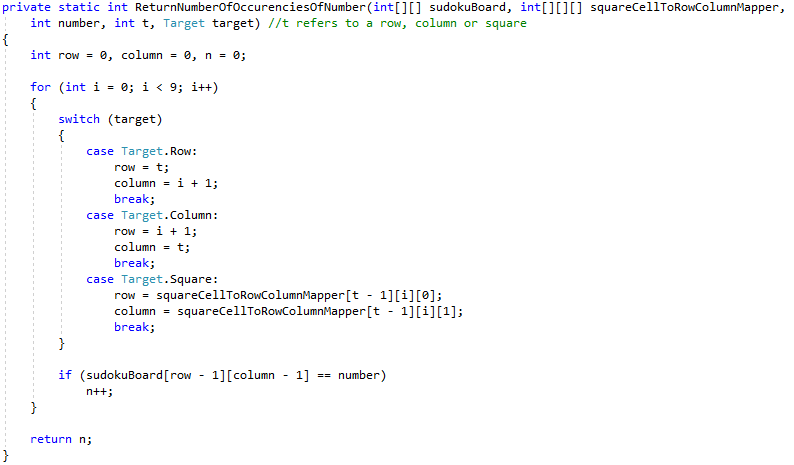 private static int ReturnNumberOfOccurenciesOfNumber(int[][] sudokuBoard, int[][][] squareCellToRowColumnMapper,
    int number, int t, Target target) //t refers to a row, column or square
{
    int row = 0, column = 0, n = 0;

    for (int i = 0; i < 9; i++)
    {
        switch (target)
        {
            case Target.Row:
                row = t;
                column = i + 1;
                break;
            case Target.Column:
                row = i + 1;
                column = t;
                break;
            case Target.Square:
                row = squareCellToRowColumnMapper[t - 1][i][0];
                column = squareCellToRowColumnMapper[t - 1][i][1];
                break;
        }

        if (sudokuBoard[row - 1][column - 1] == number)
            n++;
    }

    return n;
}